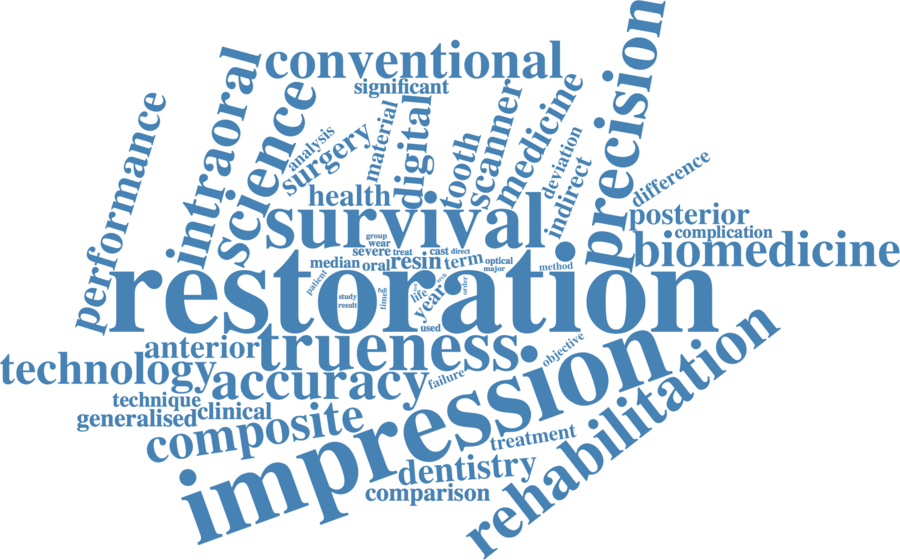 conventional
significant
precision
performance
intraoral
science
analysis
surgery
material
digital
tooth
scanner
medicine
deviation
indirect
difference
health
survival
posterior
complication
biomedicine
group
wear
severe
treat
cast
direct
median
oral
resin
term
optical
major
method
restoration
patient
study
result
full
time
life
year
order
used
anterior
trueness
technology
accuracy
failure
objective
technique
generalised
clinical
composite
impression
treatment
rehabilitation
dentistry
comparison